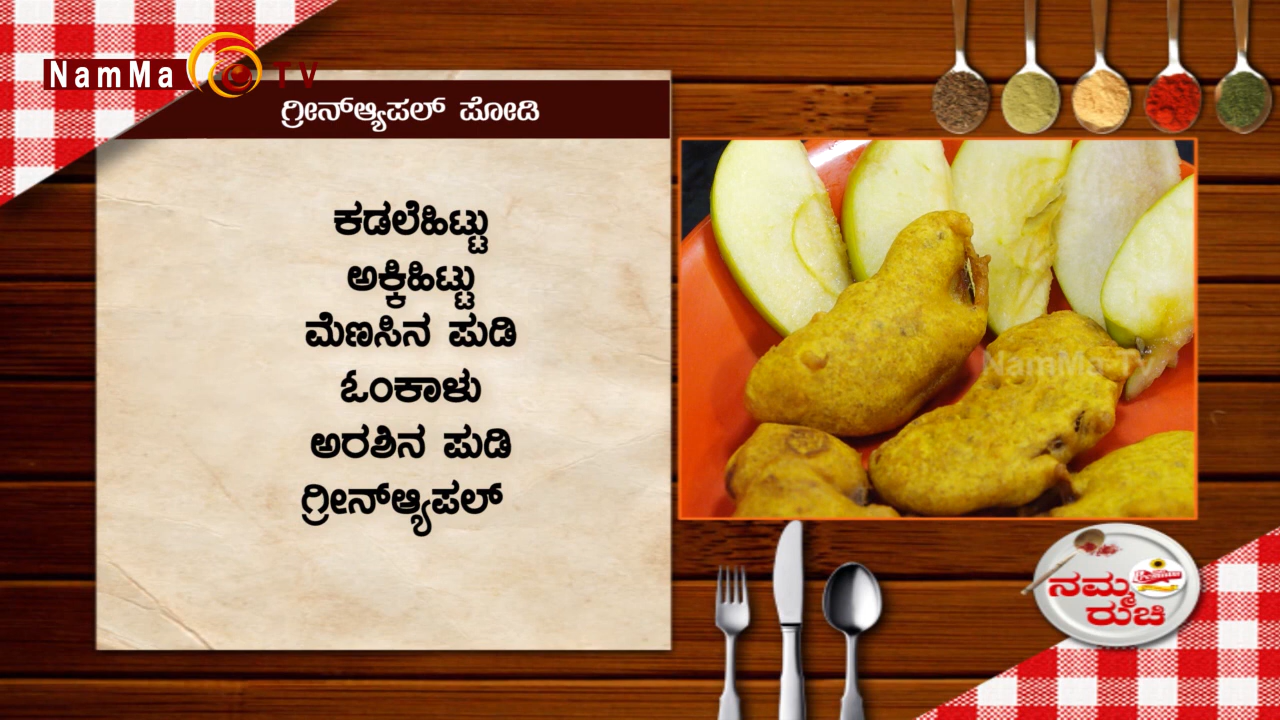 NamMa TV
ಗ್ರೀನ್ಆ್ಯಪಲ್ ಪೋಡಿ
ಕಡಲೆಹಿಟ್ಟು
ಅಕ್ಕಿಹಿಟ್ಟು
ಮೆಣಸಿನ ಪುಡಿ
ಓಂಕಾಳು
ಅರಶಿನ ಪುಡಿ
ಗ್ರೀನ್ಆ್ಯಪಲ್
NamMa TV
ನಮ್ಮ
ರುಚಿ